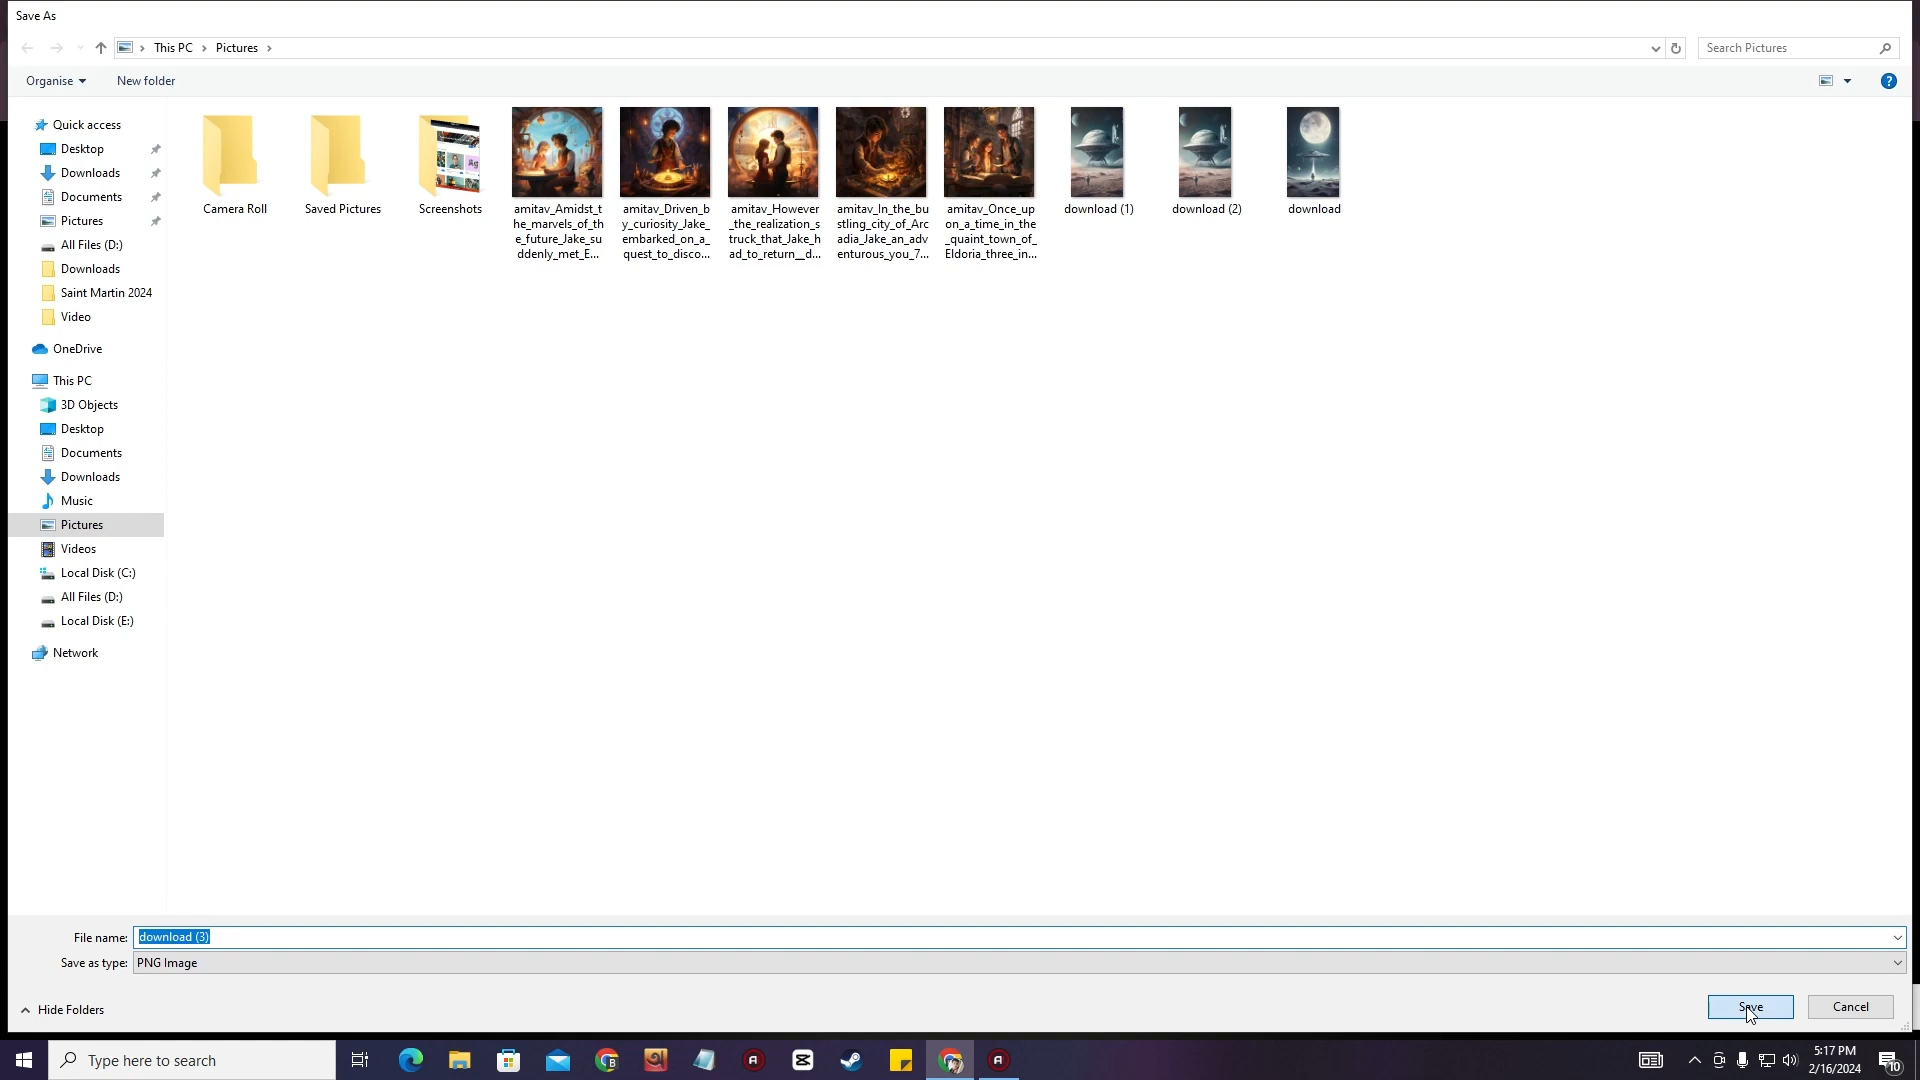 Save As
This PC
Pictures
Search Pictures
Organise
New folder
Quick access
Desktop
Downloads
Documents
Pictures
All Files (D:)
Downloads
Saint Martin 2024
Video
OneDrive
This PC
3D Objects
Desktop
Documents
Downloads
Music
Pictures
Videos
Local Disk (C:)
All Files (D:)
Local Disk (E:)
Network
Camera Roll
Saved Pictures
Screenshots
amitav_Amidst_t
he_marvels_of_th
e_future_Jake_su
ddenly_met_E...
amitav_Driven_b
y_curiosity_Jake_
embarked_on_a_
quest_to_disco...
amitav_However
_the_realization_s
truck_that_Jake_h
ad_to_return__d...
amitav_In_the_bu
stling_city_of_Arc
adia_Jake_an_adv
enturous_you_7...
amitav_Once_up
on_a_time_in_the
_quaint_town_of_
Eldoria_three_in...
download (1)
download (2)
download
File name: download (3)
Save as type: PNG Image
Hide Folders
Save
Cancel
Type here to search
5:17 PM
2/16/2024
10